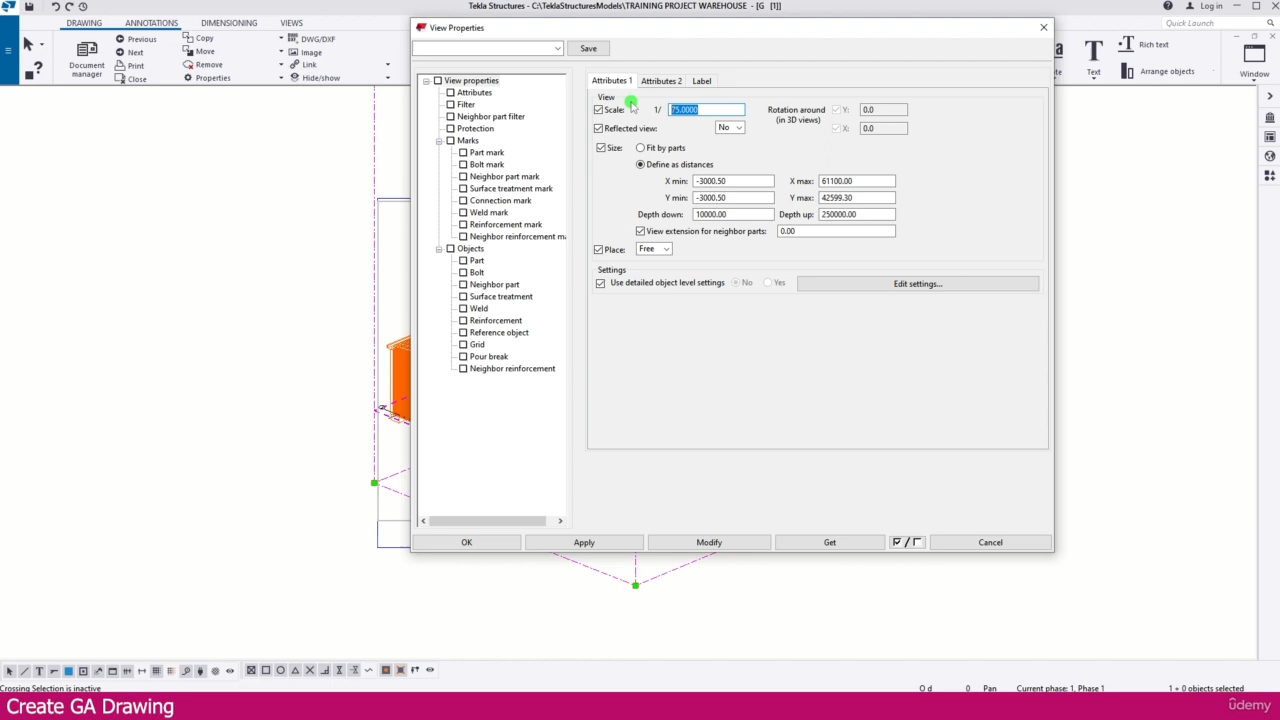 Tekla Structures - C:\TeklaStructuresModels\TRAINING PROJECT WAREHOUSE - [G [1]]
Log in
DRAWING ANNOTATIONS DIMENSIONING VIEWS
Quick Launch
Document manager
Previous
Next
Print
Close
Copy
Move
Remove
Properties
DWG/DXF
Image
Link
Hide/show
Text
Rich text
Arrange objects
Window
View Properties
Save
View properties
Attributes
Filter
Neighbor part filter
Protection
Marks
Part mark
Bolt mark
Neighbor part mark
Surface treatment mark
Connection mark
Weld mark
Reinforcement mark
Neighbor reinforcement m
Objects
Part
Bolt
Neighbor part
Surface treatment
Weld
Reinforcement
Reference object
Grid
Pour break
Neighbor reinforcement
Attributes 1 Attributes 2 Label
View
Scale: 1/ 75.0000 Rotation around (in 3D views) Y: 0.0
Reflected view: No X: 0.0
Size: Fit by parts
Define as distances
X min: -3000.50 X max: 61100.00
Y min: -3000.50 Y max: 42599.30
Depth down: 10000.00 Depth up: 250000.00
View extension for neighbor parts: 0.00
Place: Free
Settings
Use detailed object level settings No Yes Edit settings...
OK Apply Modify Get / Cancel
Crossing Selection is inactive
O d 0 Pan Current phase: 1, Phase 1 1 + 0 objects selected
Create GA Drawing
ûdemy